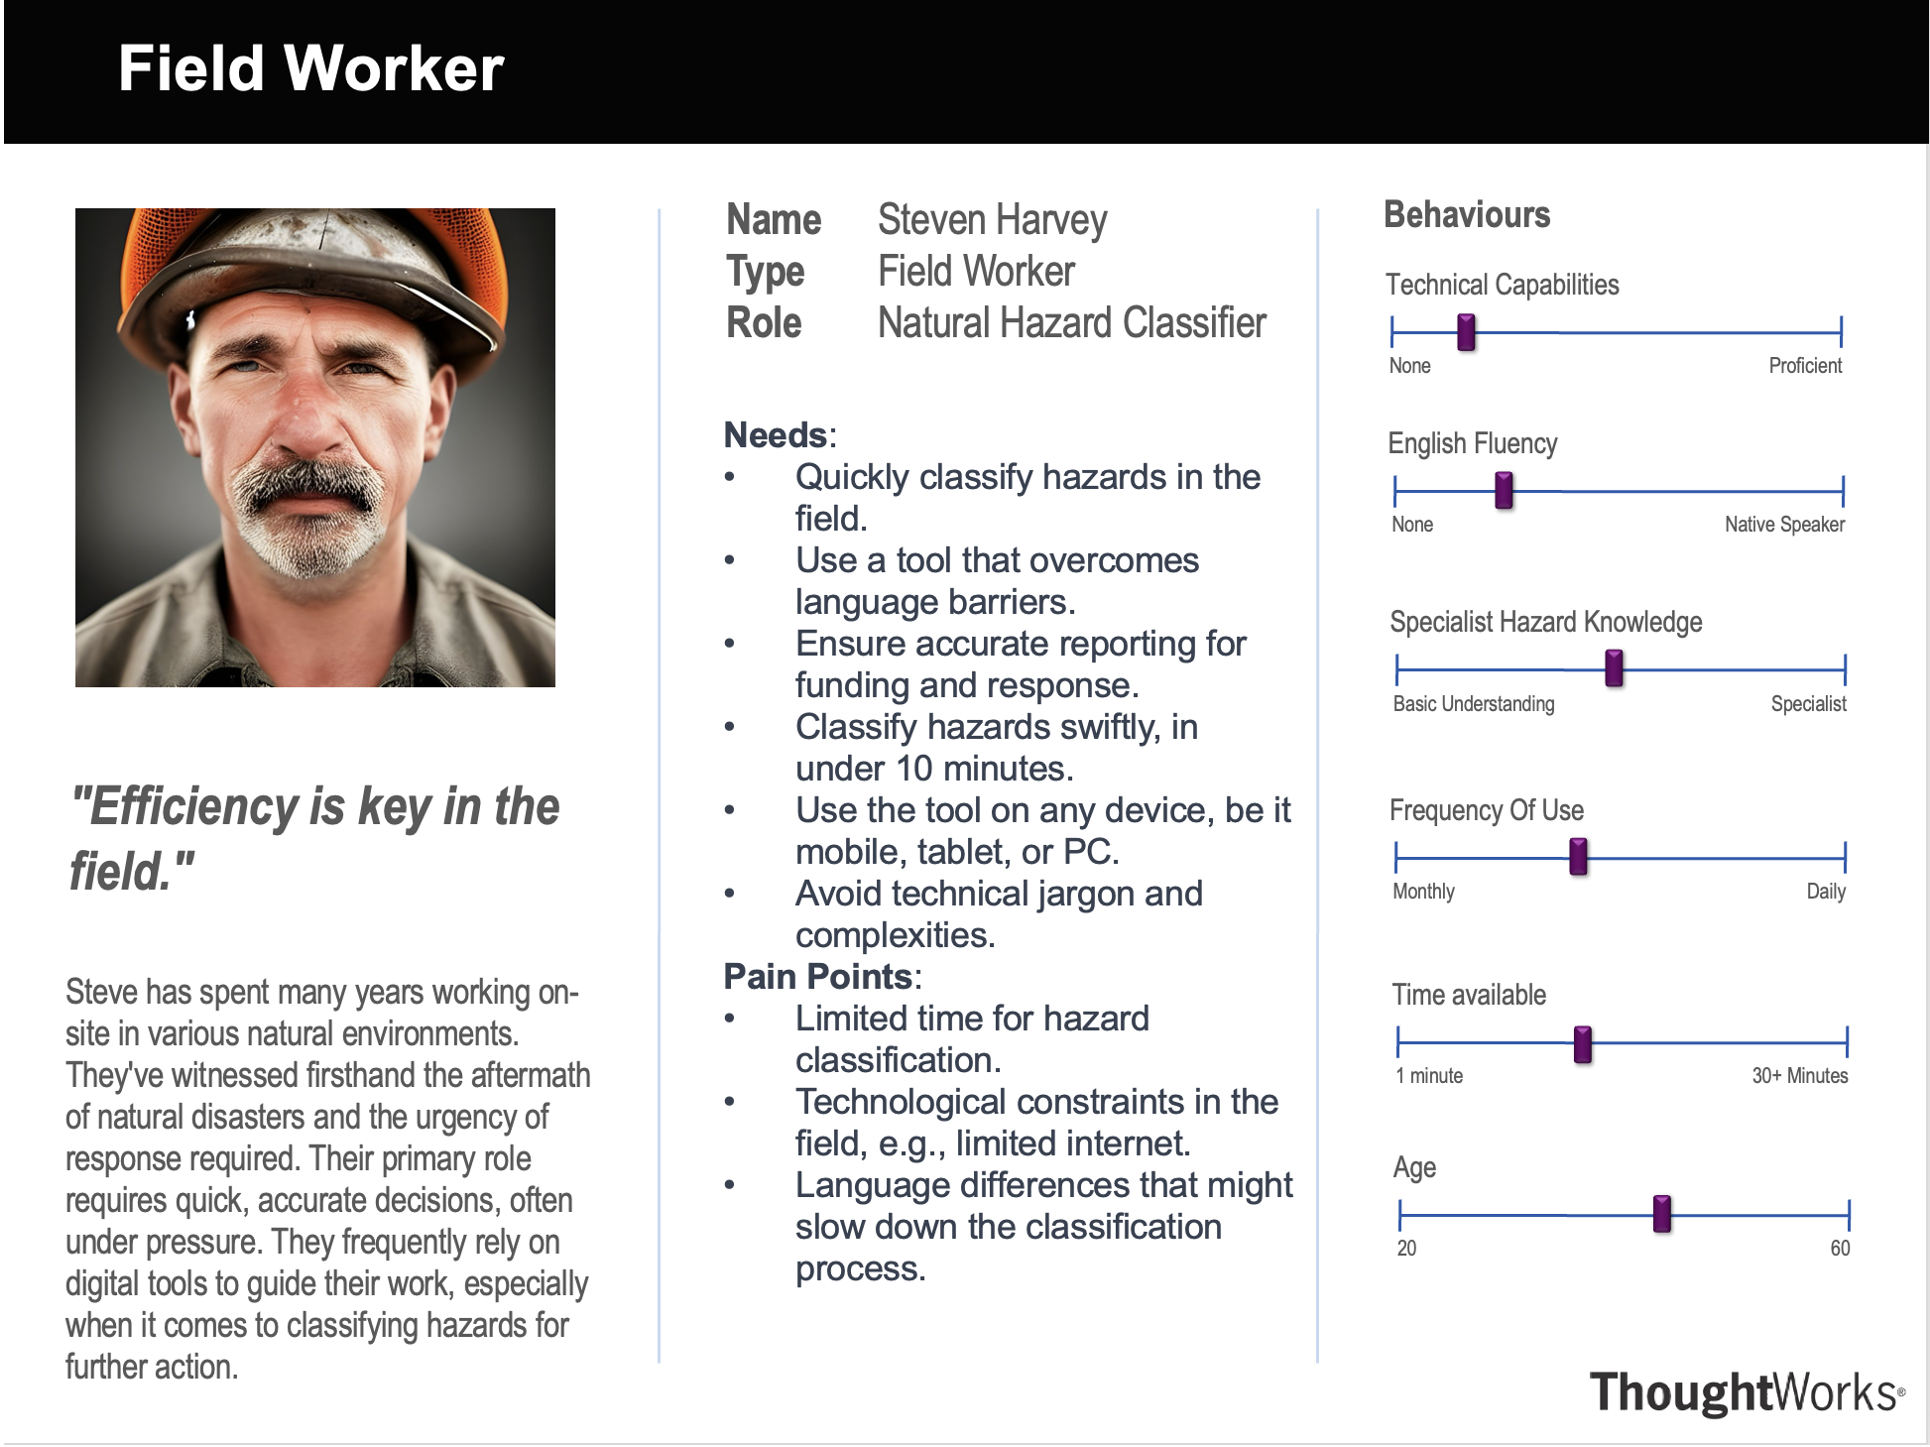 Field Worker
"Efficiency is key in the
field."
Steve has spent many years working on-
site in various natural environments.
They've witnessed firsthand the aftermath
of natural disasters and the urgency of
response required. Their primary role
requires quick, accurate decisions, often
under pressure. They frequently rely on
digital tools to guide their work, especially
when it comes to classifying hazards for
further action.
Name Steven Harvey
Type Field Worker
Role Natural Hazard Classifier
Needs:
• Quickly classify hazards in the
field.
• Use a tool that overcomes
language barriers.
• Ensure accurate reporting for
funding and response.
• Classify hazards swiftly, in
under 10 minutes.
• Use the tool on any device, be it
mobile, tablet, or PC.
• Avoid technical jargon and
complexities.
Pain Points:
• Limited time for hazard
classification.
• Technological constraints in the
field, e.g., limited internet.
• Language differences that might
slow down the classification
process.
Behaviours
Technical Capabilities
None Proficient
English Fluency
None Native Speaker
Specialist Hazard Knowledge
Basic Understanding Specialist
Frequency Of Use
Monthly Daily
Time available
1 minute 30+ Minutes
Age
20 60
ThoughtWorks®